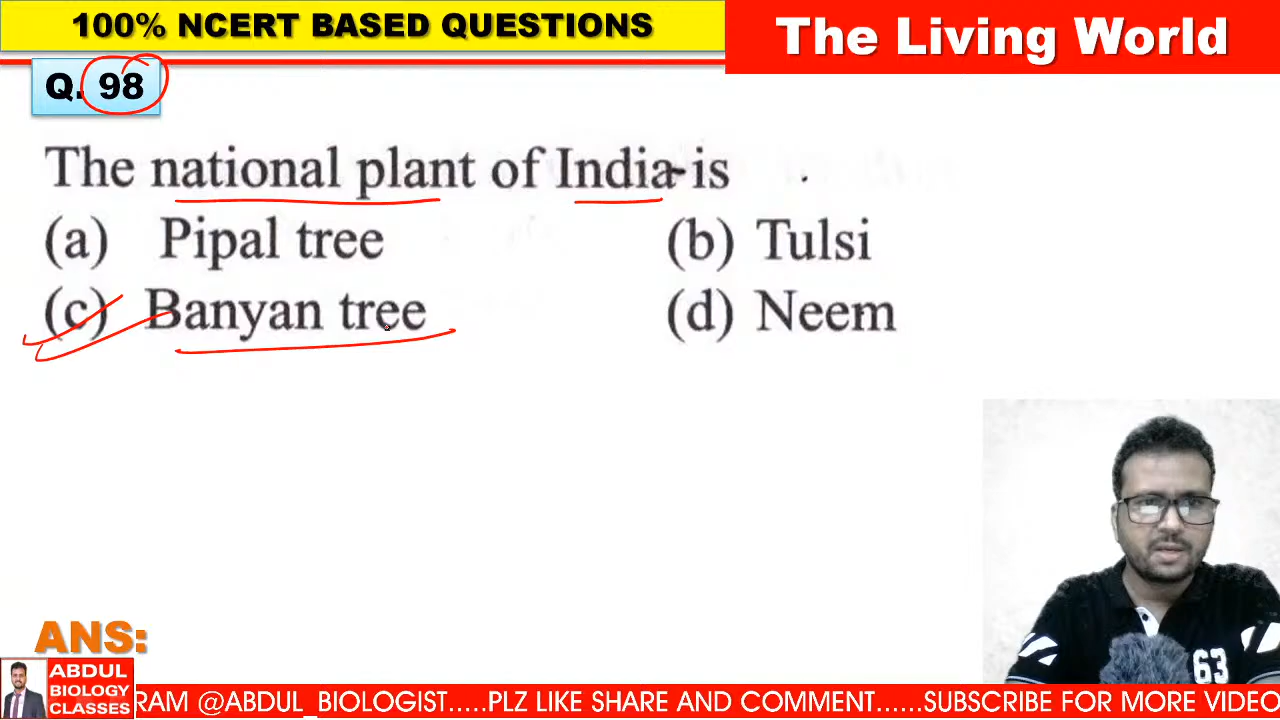 100% NCERT BASED QUESTIONS
The Living World
Q. 98
The national plant of India is
(a) Pipal tree (b) Tulsi
(c) Banyan tree (d) Neem
63
ANS:
ABDUL
BIOLOGY
CLASSES
RAM @ABDUL_BIOLOGIST.....PLZ LIKE SHARE AND COMMENT......SUBSCRIBE FOR MORE VIDEO